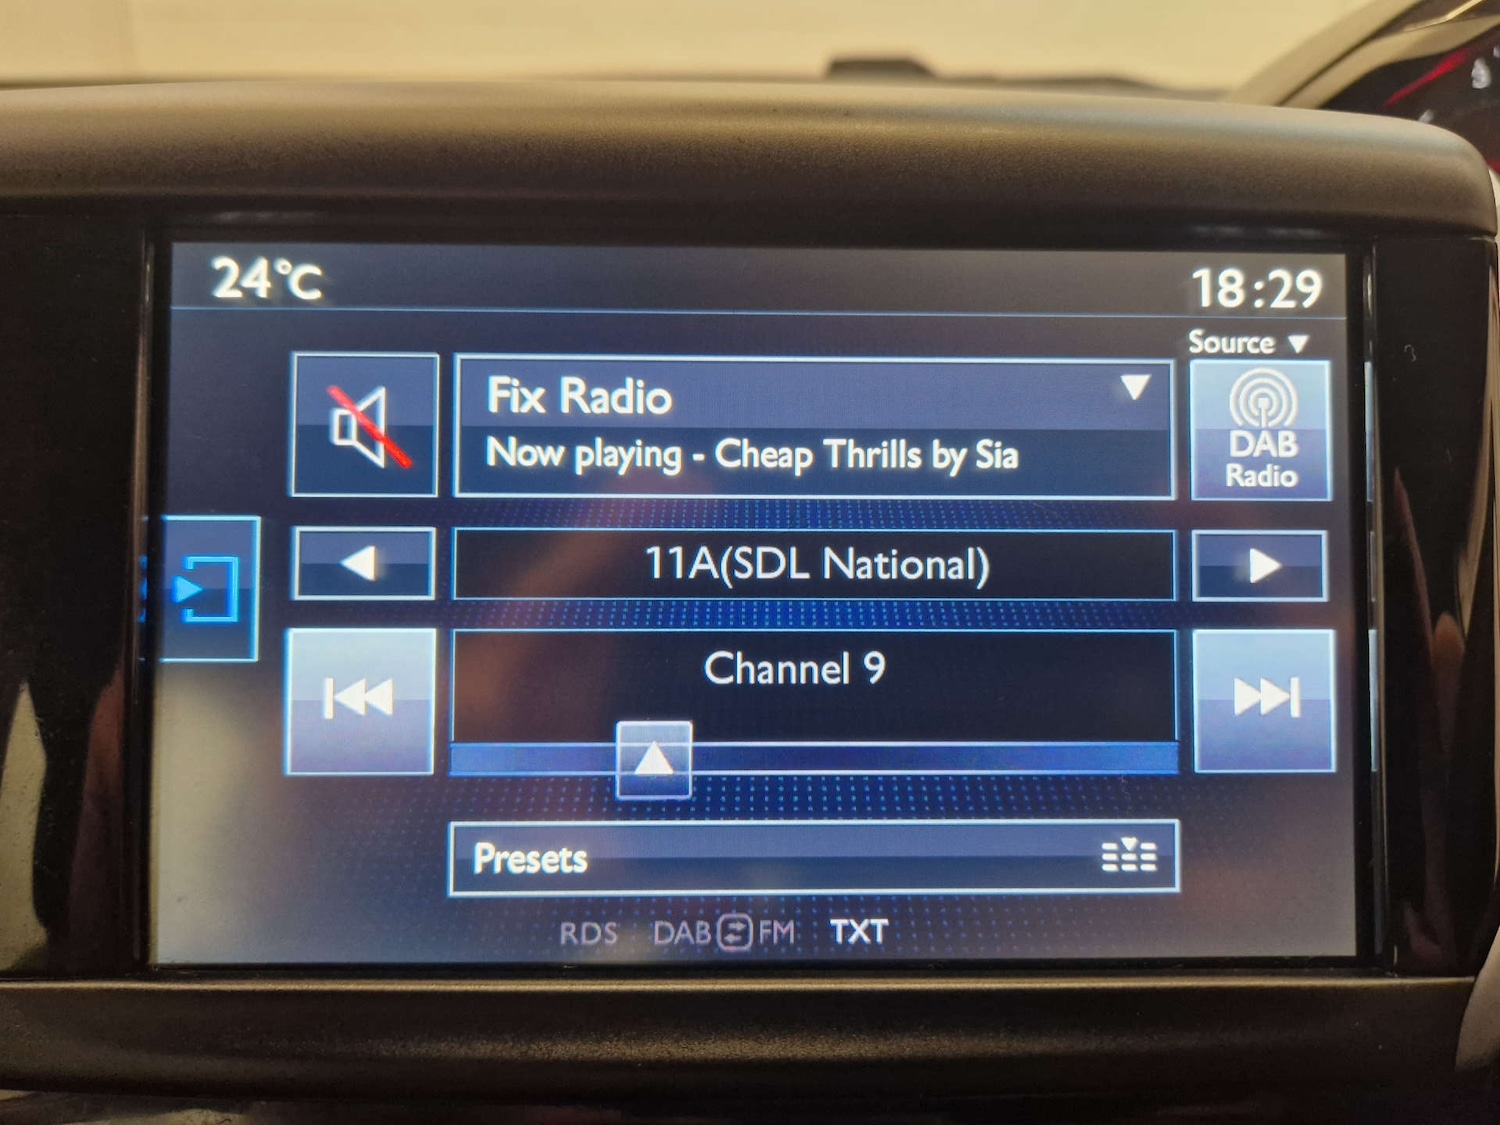 24°C
18:29
Source
Fix Radio
Now playing - Cheap Thrills by Sia
DAB
Radio
11A(SDL National)
Channel 9
Presets
RDS DAB FM TXT